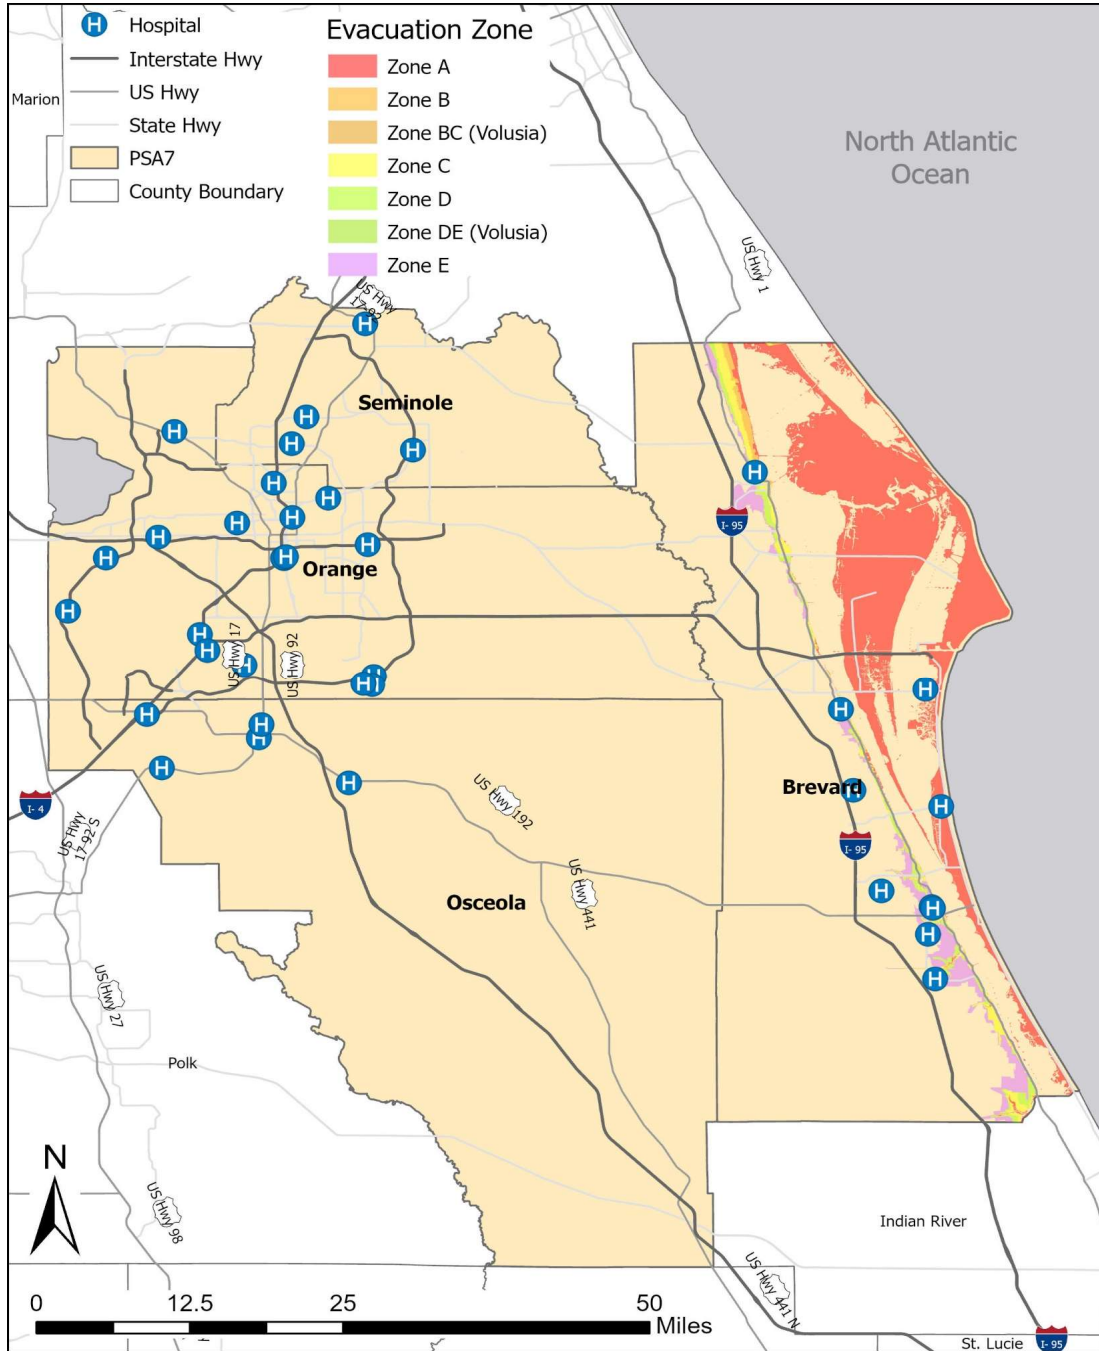 Hospital
Interstate Hwy
US Hwy
State Hwy
PSA7
County Boundary
Evacuation Zone
Zone A
Zone B
Zone BC (Volusia)
Zone C
Zone D
Zone DE (Volusia)
Zone E
Marion
North Atlantic
Ocean
US Hwy 1
US Hwy
17-92
H
Seminole
H
H
H
H
H
H
H
I-95
H
H
H
H
H
H
Orange
H
H
H
H
US Hwy 17
H
US Hwy 92
H
H
H
H
H
H
H
H
H
H
Brevard
H
I-4
US Hwy
17-92 S
US Hwy 192
H
I-95
US Hwy 441
H
Osceola
H
H
H
US Hwy 27
Polk
N
US Hwy 98
Indian River
US Hwy 441 N
0
12.5
25
50
Miles
St. Lucie
I-95